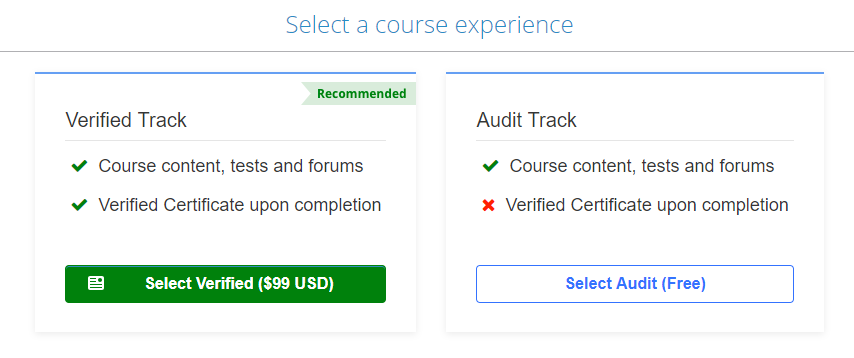 Select a course experience
Recommended
Verified Track
Course content, tests and forums
Verified Certificate upon completion
Select Verified ($99 USD)
Audit Track
Course content, tests and forums
Verified Certificate upon completion
Select Audit (Free)